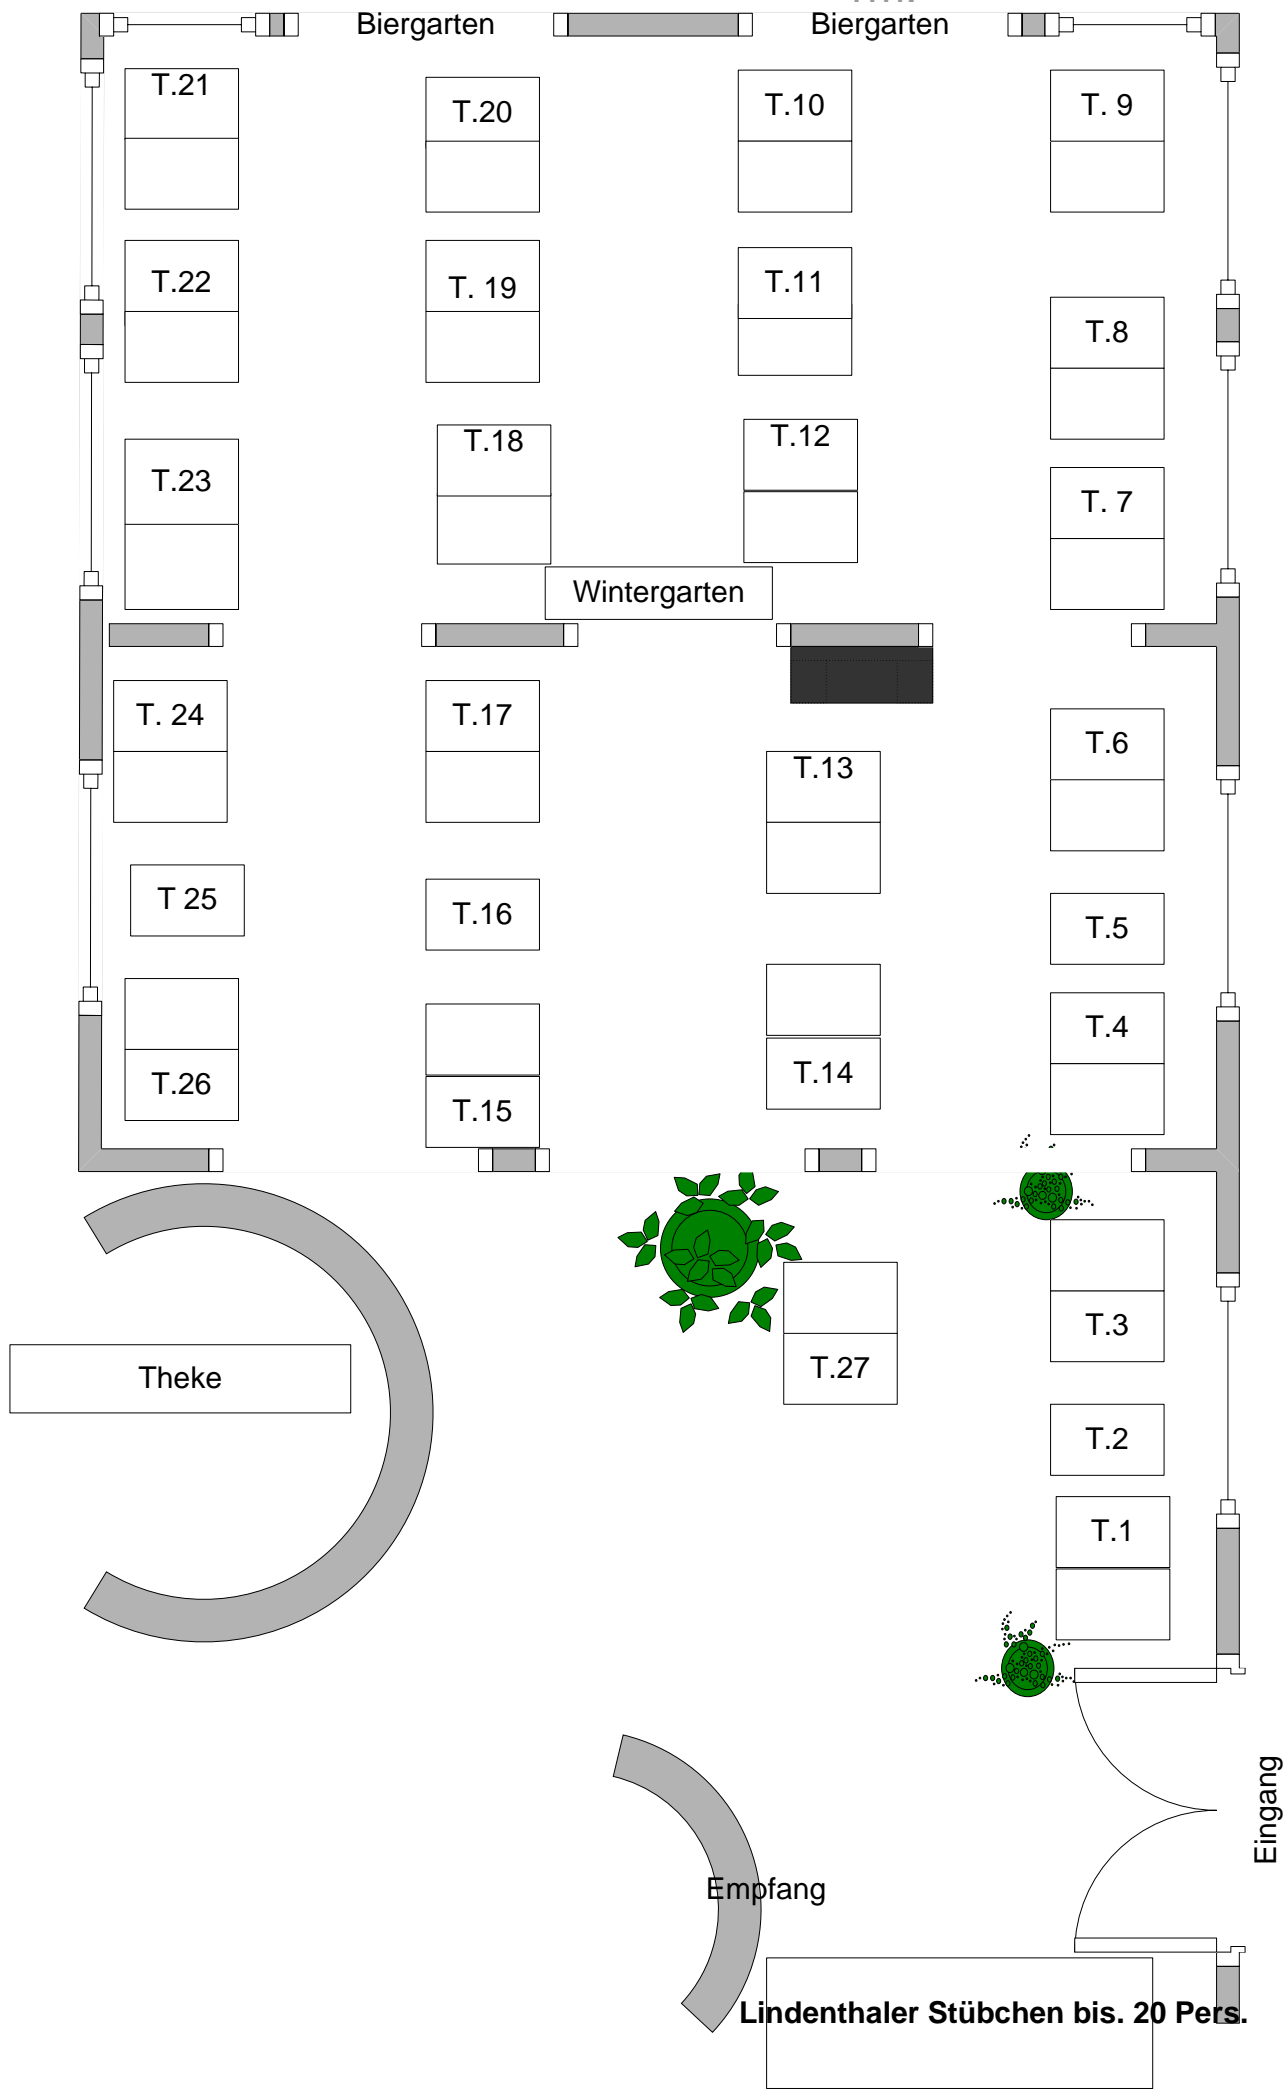 Biergarten Biergarten
T.21 T.20 T.10 T. 9
T.22 T. 19 T.11 T.8
T.23 T.18 T.12 T. 7
Wintergarten
T. 24 T.17 T.13 T.6
T 25 T.16 T.5
T.26 T.15 T.14 T.4
T.3
Theke T.27
T.2
T.1
Eingang
Empfang
Lindenthaler Stübchen bis. 20 Pers.